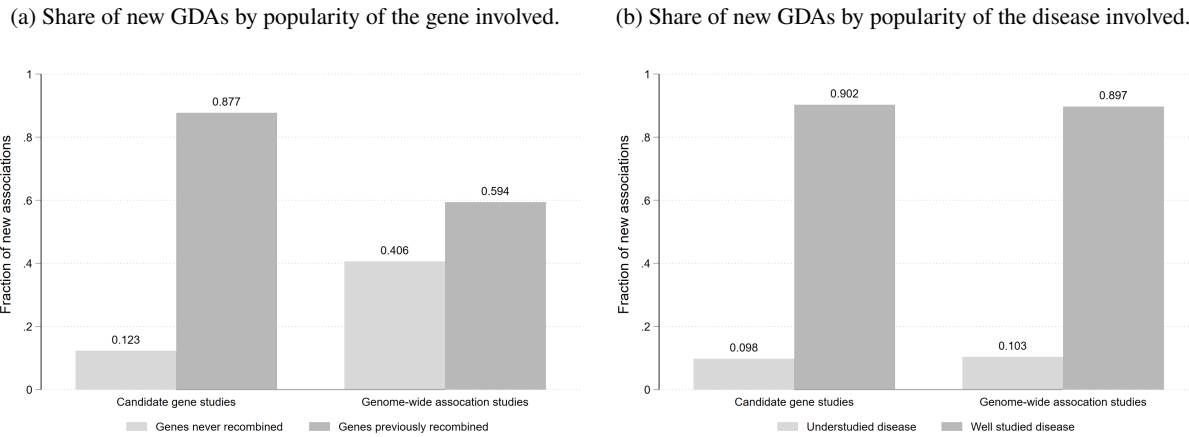 (a) Share of new GDAs by popularity of the gene involved.
Fraction of new associations
1
.8
.6
.4
.2
0
0.123
0.877
0.406
0.594
Candidate gene studies
Genome-wide assocation studies
Genes never recombined
Genes previously recombined
(b) Share of new GDAs by popularity of the disease involved.
Fraction of new associations
1
.8
.6
.4
.2
0
0.098
0.902
0.103
0.897
Candidate gene studies
Genome-wide assocation studies
Understudied disease
Well studied disease